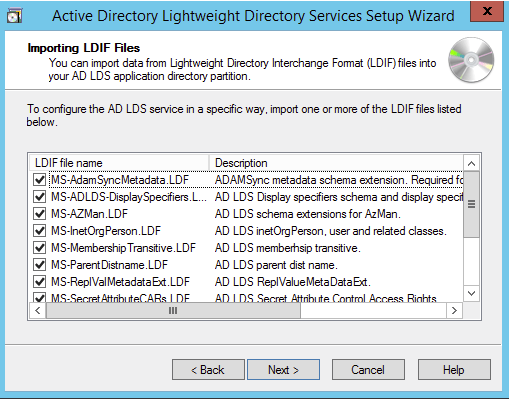 Active Directory Lightweight Directory Services Setup Wizard
Importing LDIF Files
You can import data from Lightweight Directory Interchange Format (LDIF) files into
your AD LDS application directory partition.
To configure the AD LDS service in a specific way, import one or more of the LDIF files listed
below.
LDIF file name Description
MS-AdamSyncMetadata.LDF ADAMSync metadata schema extension. Required fo
MS-ADLDS-DisplaySpecifiers.L... AD LDS Display specifiers schema and display specif
MS-AZMan.LDF AD LDS schema extensions for AzMan.
MS-InetOrgPerson.LDF AD LDS inetOrgPerson, user and related classes.
MS-MembershipTransitive.LDF AD LDS memberhsip transitive.
MS-ParentDistname.LDF AD LDS parent dist name.
MS-ReplValMetadataExt.LDF AD LDS ReplValueMetaDataExt.
MS-SecretAttributeCARs.LDF AD LDS Secret Attribute Control Access Rights
< Back Next > Cancel Help